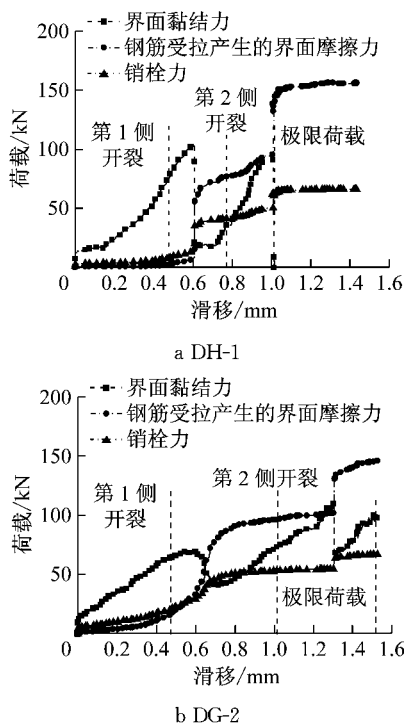 界面黏结力
钢筋受拉产生的界面摩擦力
销栓力
200
150
100
50
0
荷载/kN
第1侧
开裂
第2侧
开裂
极限荷载
0 0.2 0.4 0.6 0.8 1.0 1.2 1.4 1.6
滑移/mm
a DH-1
界面黏结力
钢筋受拉产生的界面摩擦力
销栓力
200
150
100
50
0
荷载/kN
第1侧
开裂
第2侧开裂
极限荷载
0 0.2 0.4 0.6 0.8 1.0 1.2 1.4 1.6
滑移/mm
b DG-2